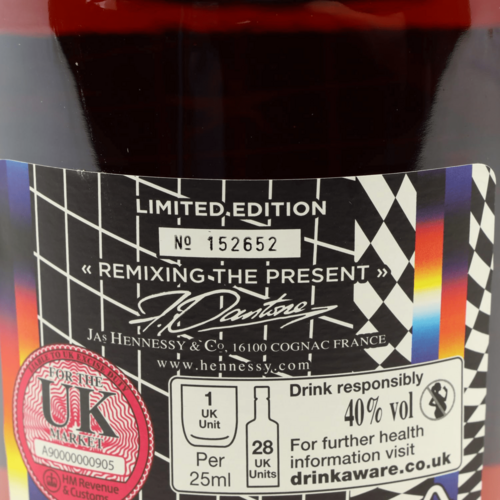 LIMITED EDITION
Nº 152652
« REMIXING THE PRESENT »
JAS HENNESSY & CO. 16100 COGNAC FRANCE
www.hennessy.com
FOR THE
UK
MARKET
A90000000905
HM Revenue
& Customs
1
UK
Unit
Per
25ml
28
UK
Units
Drink responsibly
40% vol
For further health
information visit
drinkaware.co.uk